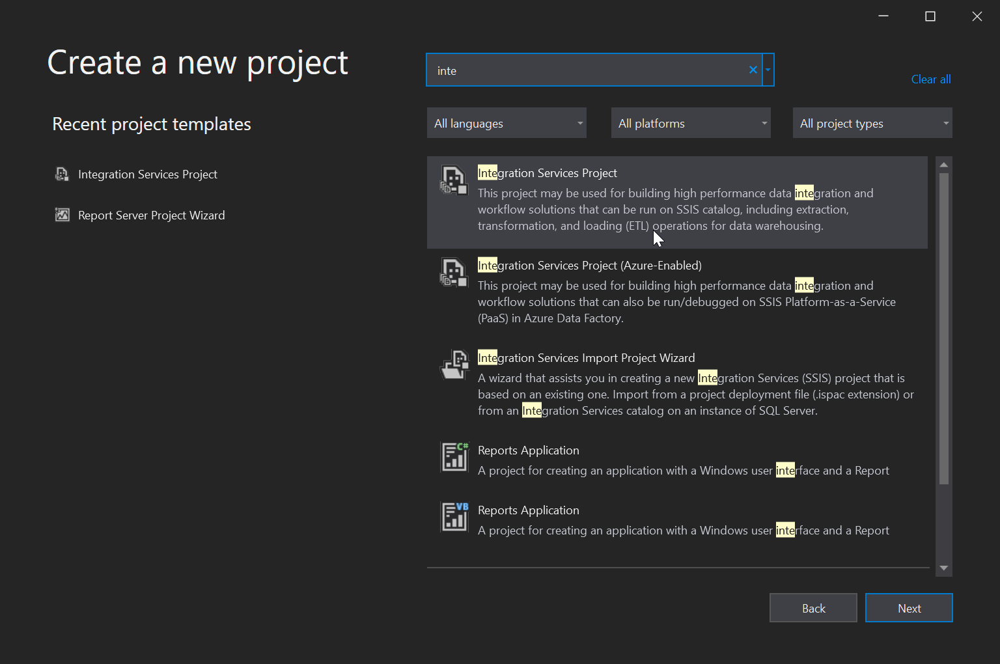 Create a new project
inte
Clear all
Recent project templates
All languages
All platforms
All project types
Integration Services Project
Report Server Project Wizard
Integration Services Project
This project may be used for building high performance data integration and
workflow solutions that can be run on SSIS catalog, including extraction,
transformation, and loading (ETL) operations for data warehousing.
Integration Services Project (Azure-Enabled)
This project may be used for building high performance data integration and
workflow solutions that can also be run/debugged on SSIS Platform-as-a-Service
(PaaS) in Azure Data Factory.
Integration Services Import Project Wizard
A wizard that assists you in creating a new Integration Services (SSIS) project that is
based on an existing one. Import from a project deployment file (.ispac extension) or
from an Integration Services catalog on an instance of SQL Server.
C#
Reports Application
A project for creating an application with a Windows user interface and a Report
VB
Reports Application
A project for creating an application with a Windows user interface and a Report
Back
Next